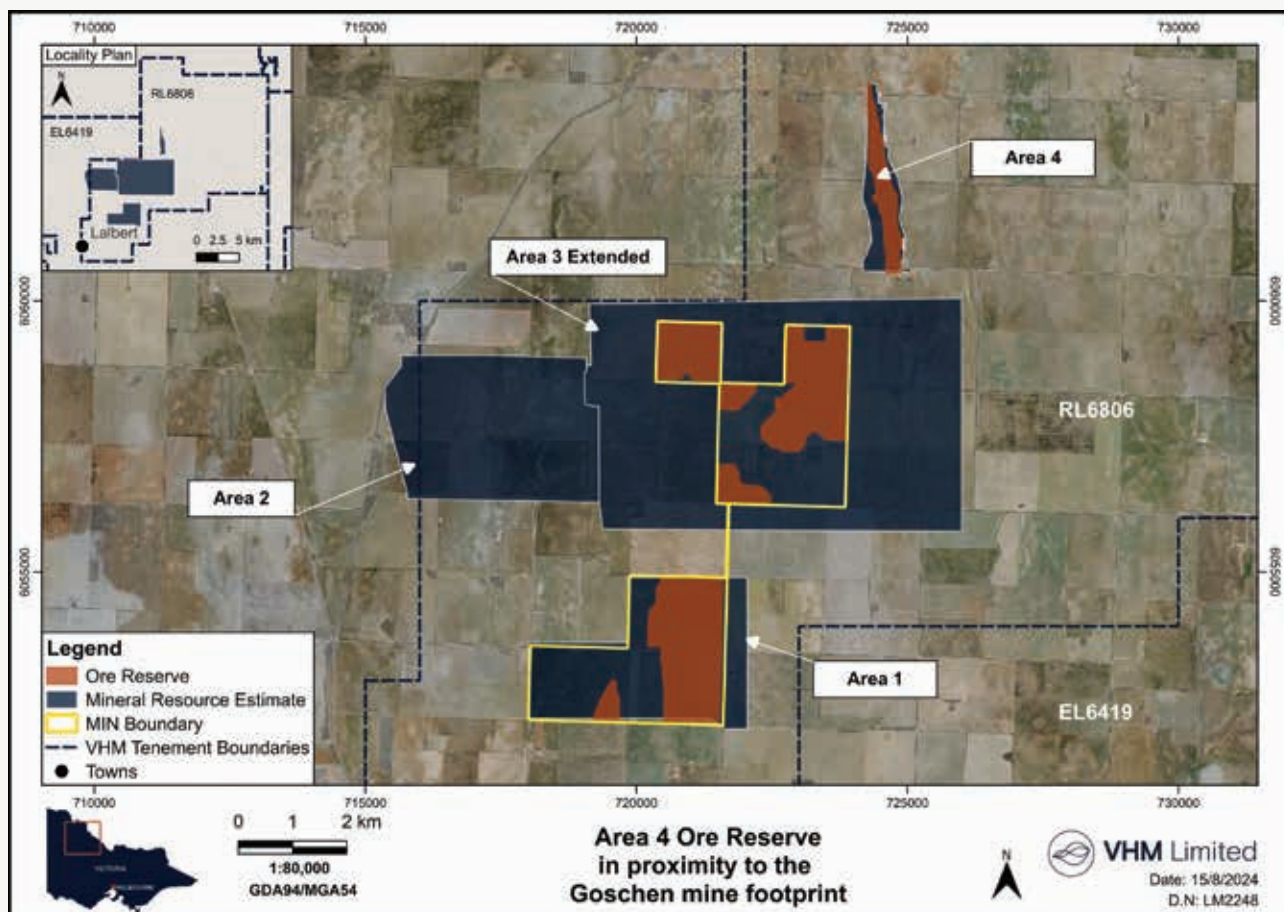 710000
715000
720000
725000
730000
Locality Plan
N
RL6806
EL6419
Lalbert
0 2.5 5 km
Area 4
Area 3 Extended
6060000
6060000
RL6806
Area 2
6055000
6055000
Area 1
EL6419
Legend
Ore Reserve
Mineral Resource Estimate
MIN Boundary
VHM Tenement Boundaries
Towns
710000
715000
720000
725000
730000
VICTORIA
MELBOURNE
0 1 2 km
1:80,000
GDA94/MGA54
Area 4 Ore Reserve
in proximity to the
Goschen mine footprint
N
VHM Limited
Date: 15/8/2024
D.N: LM2248